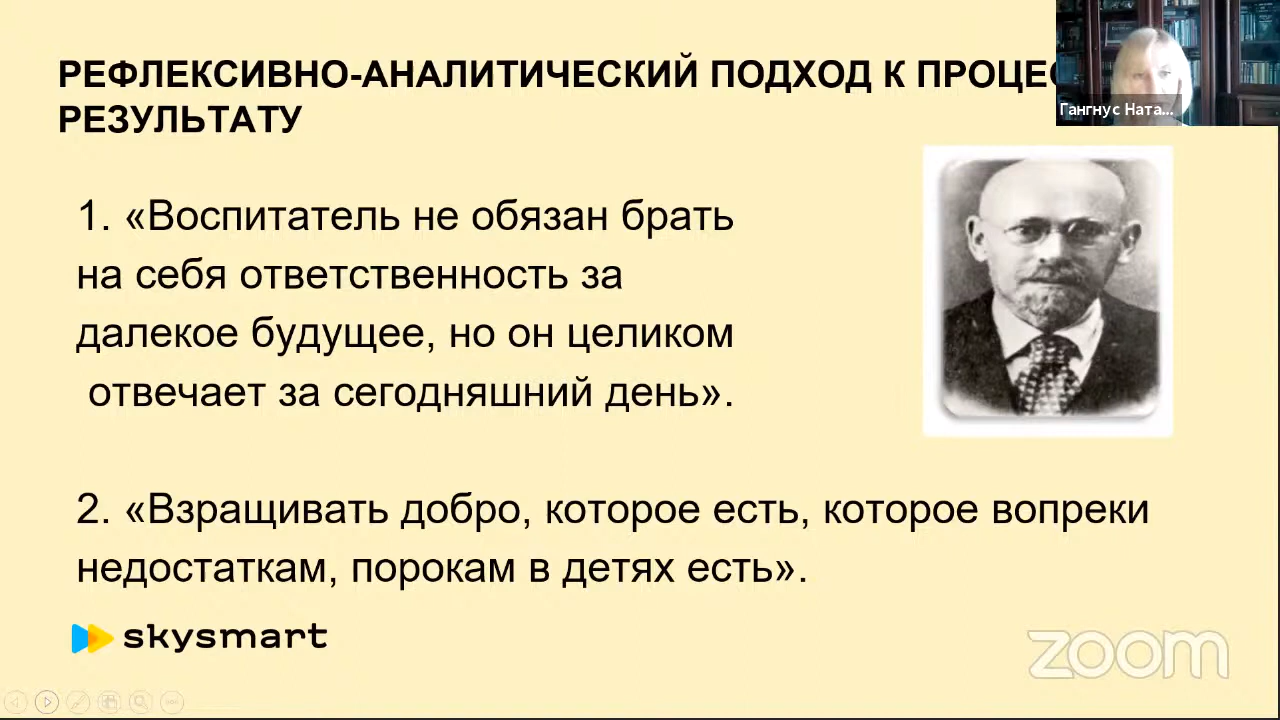 РЕФЛЕКСИВНО-АНАЛИТИЧЕСКИЙ ПОДХОД К
РЕЗУЛЬТАТУ
Гангнус Ната...
1. «Воспитатель не обязан брать
на себя ответственность за
далекое будущее, но он целиком
отвечает за сегодняшний день».
2. «Взращивать добро, которое есть, которое вопреки
недостаткам, порокам в детях есть».
skysmart
zoom